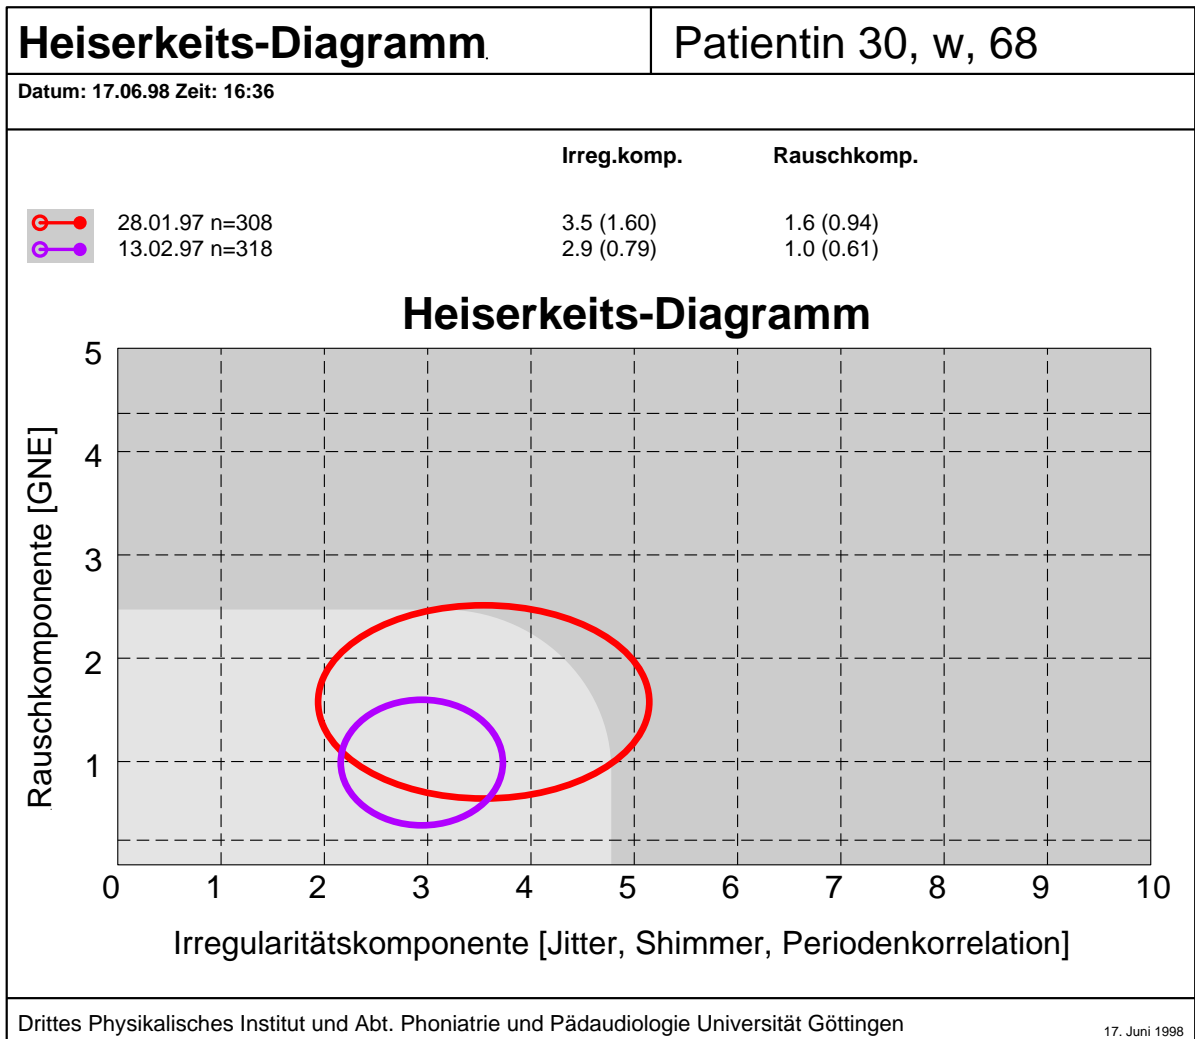 Heiserkeits-Diagramm.
Patientin 30, w, 68
Datum: 17.06.98 Zeit: 16:36
Irreg.komp. Rauschkomp.
28.01.97 n=308 3.5 (1.60) 1.6 (0.94)
13.02.97 n=318 2.9 (0.79) 1.0 (0.61)
Heiserkeits-Diagramm
Rauschkomponente [GNE]
5
4
3
2
1
0 1 2 3 4 5 6 7 8 9 10
Irregularitätskomponente [Jitter, Shimmer, Periodenkorrelation]
Drittes Physikalisches Institut und Abt. Phoniatrie und Pädaudiologie Universität Göttingen
17. Juni 1998